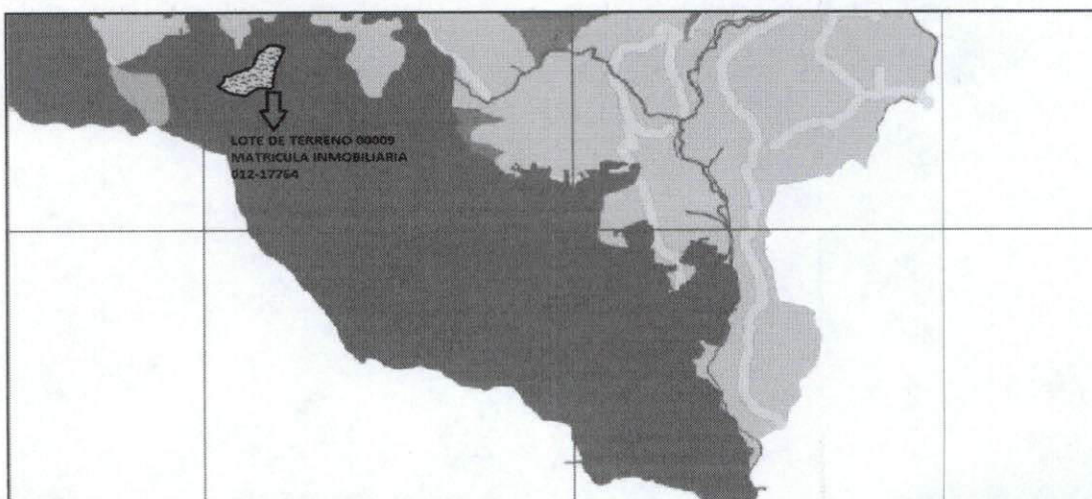 LOTE DE TERRENO 00009
MATRICULA INMOBILIARIA
012-17764